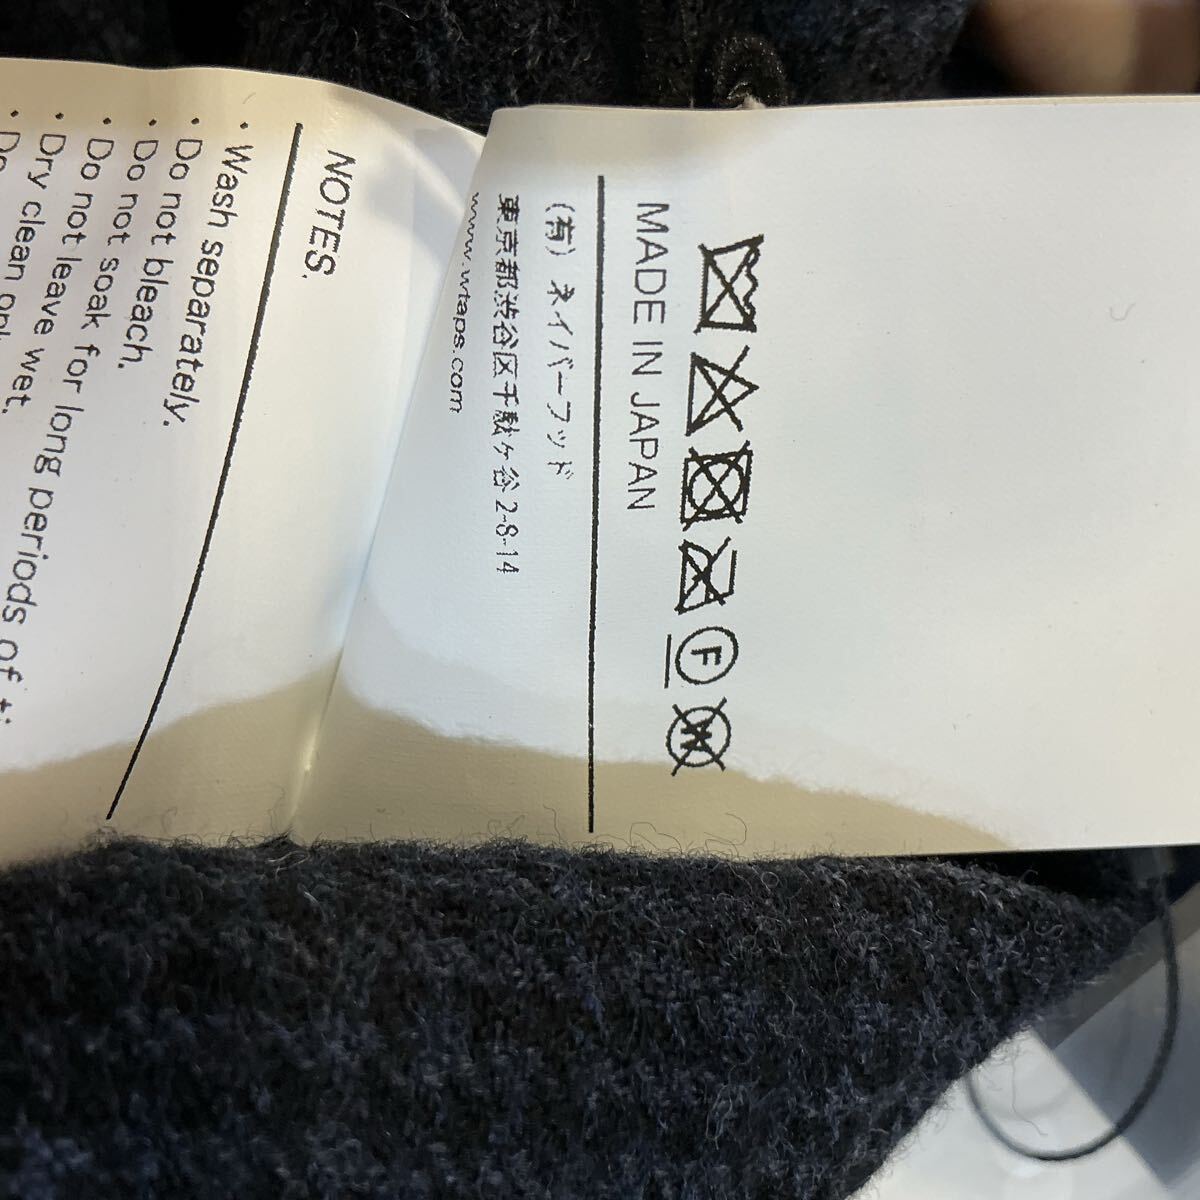 F
W
MADE IN JAPAN
(有) ネイバーフッド
東京都渋谷区千駄ヶ谷2-8-14
www.wtaps.com
NOTES.
・Wash separately.
・Do not bleach.
・Do not soak for long periods of
・Do not leave wet.
・Dry clean